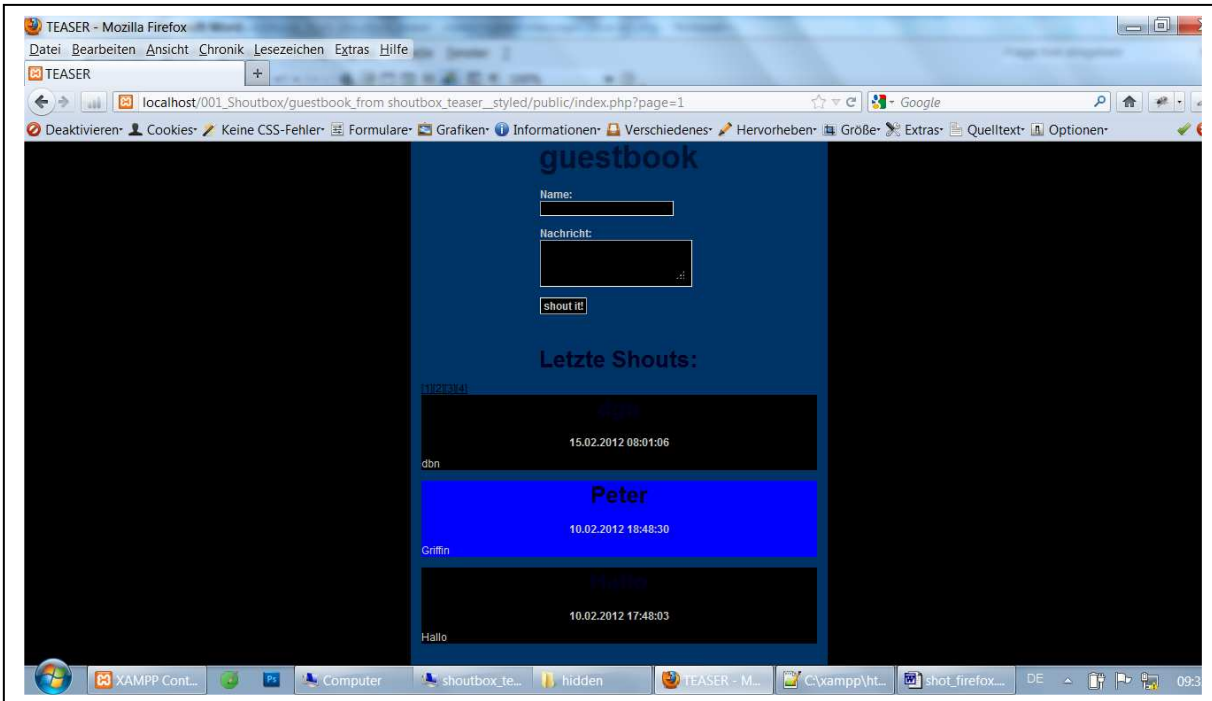 TEASER - Mozilla Firefox
Datei Bearbeiten Ansicht Chronik Lesezeichen Extras Hilfe
TEASER
localhost/001_Shoutbox/guestbook_from shoutbox_teaser__styled/public/index.php?page=1
Google
Deaktivieren Cookies Keine CSS-Fehler Formulare Grafiken Informationen Verschiedenes Hervorheben Größe Extras Quelltext Optionen
guestbook
Name:
Nachricht:
shout it!
Letzte Shouts:
|1|2|3|4|
15.02.2012 08:01:06
dbn
Peter
10.02.2012 18:48:30
Griffin
10.02.2012 17:48:03
Hallo
XAMPP Cont... Ps Computer shoutbox_te... hidden TEASER - M... C:\xampp\ht... shot_firefox.... DE 09:3